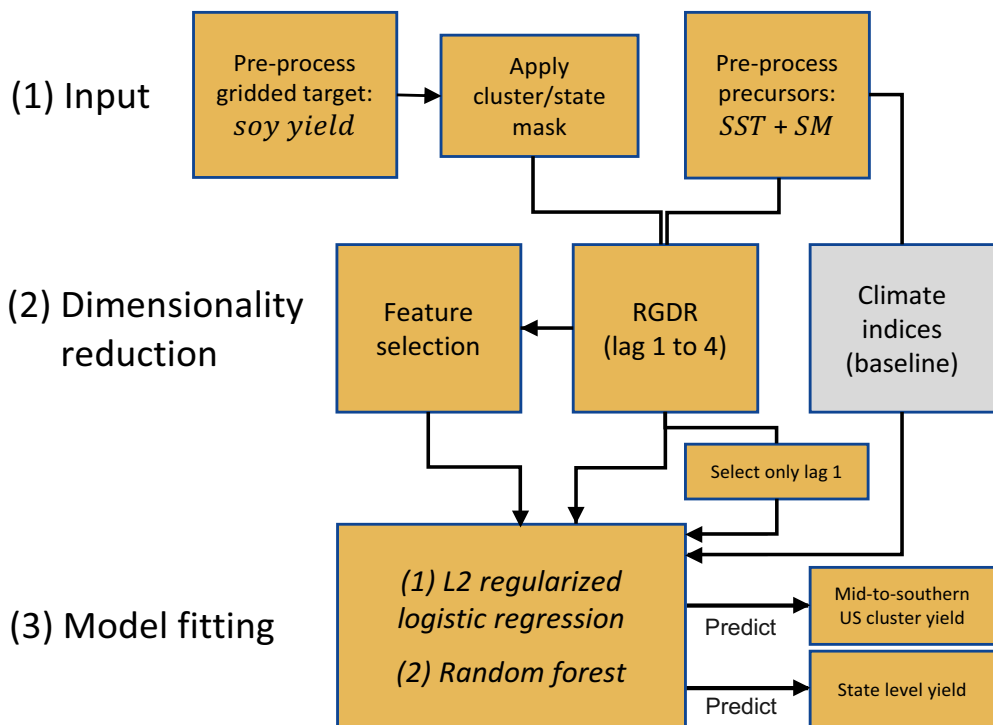 (1) Input
Pre-process
gridded target:
soy yield
Apply
cluster/state
mask
Pre-process
precursors:
SST + SM
(2) Dimensionality
reduction
Feature
selection
RGDR
(lag 1 to 4)
Climate
indices
(baseline)
Select only lag 1
(3) Model fitting
(1) L2 regularized
logistic regression
(2) Random forest
Predict
Mid-to-southern
US cluster yield
Predict
State level yield